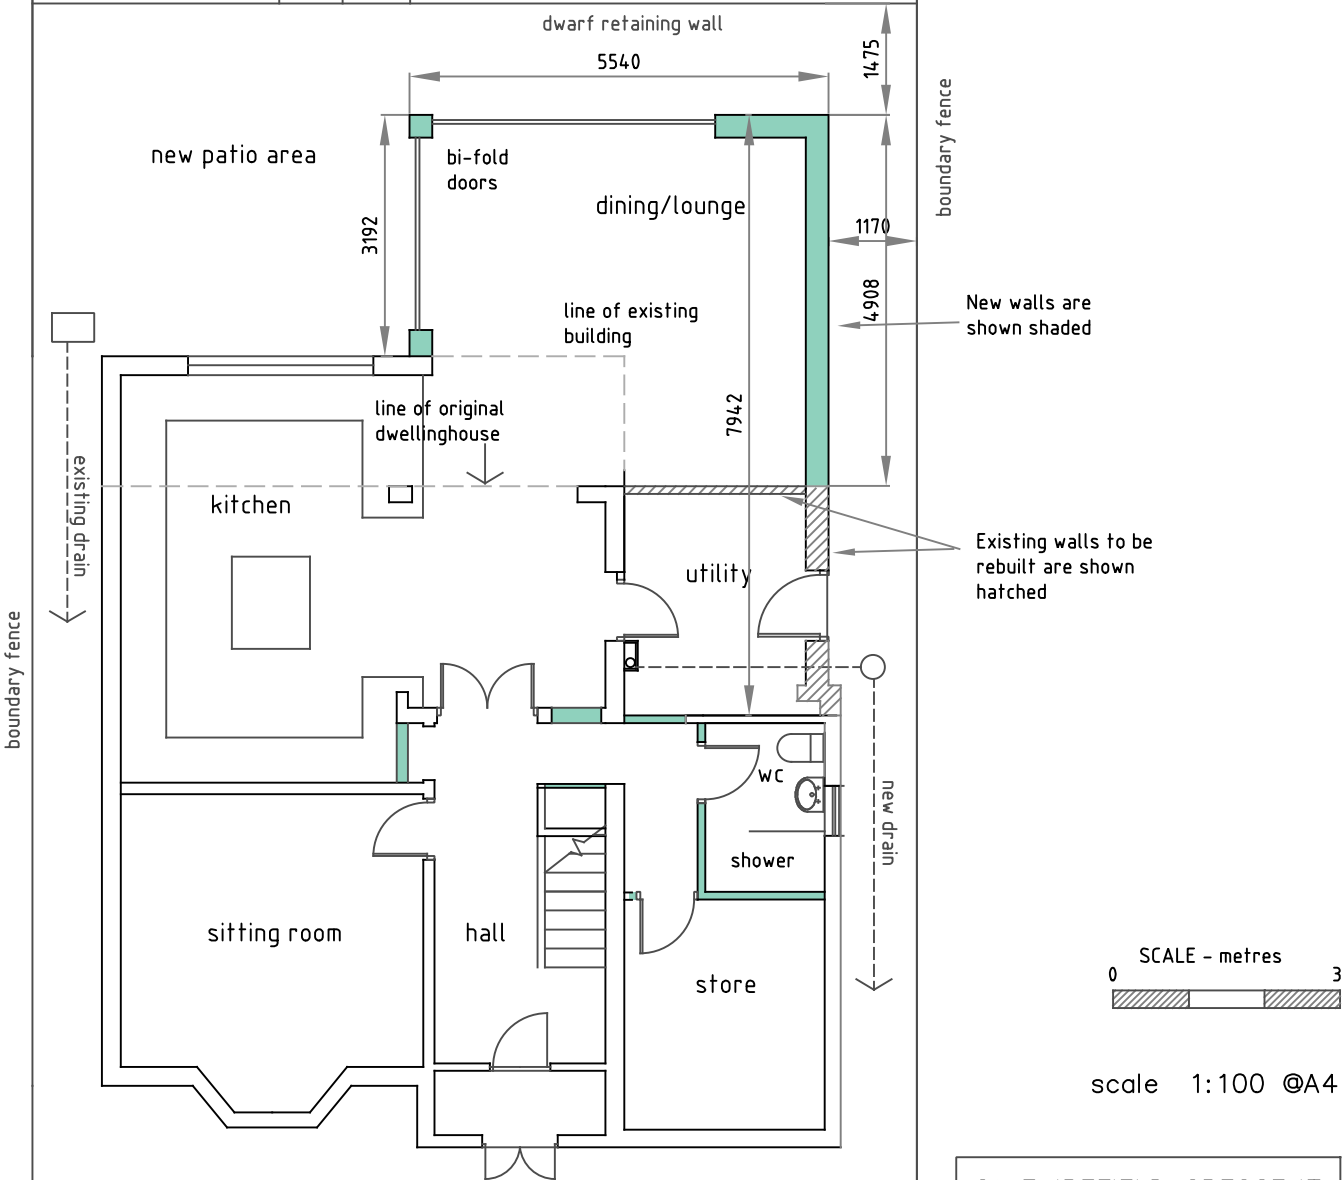 dwarf retaining wall
5540
1475
boundary fence
new patio area
bi-fold
doors
dining/lounge
3192
1170
4908
line of existing
building
New walls are
shown shaded
7942
line of original
dwellinghouse
existing drain
kitchen
utility
Existing walls to be
rebuilt are shown
hatched
boundary fence
WC
new drain
shower
sitting room
hall
store
SCALE - metres
0 3
scale 1:100 @A4